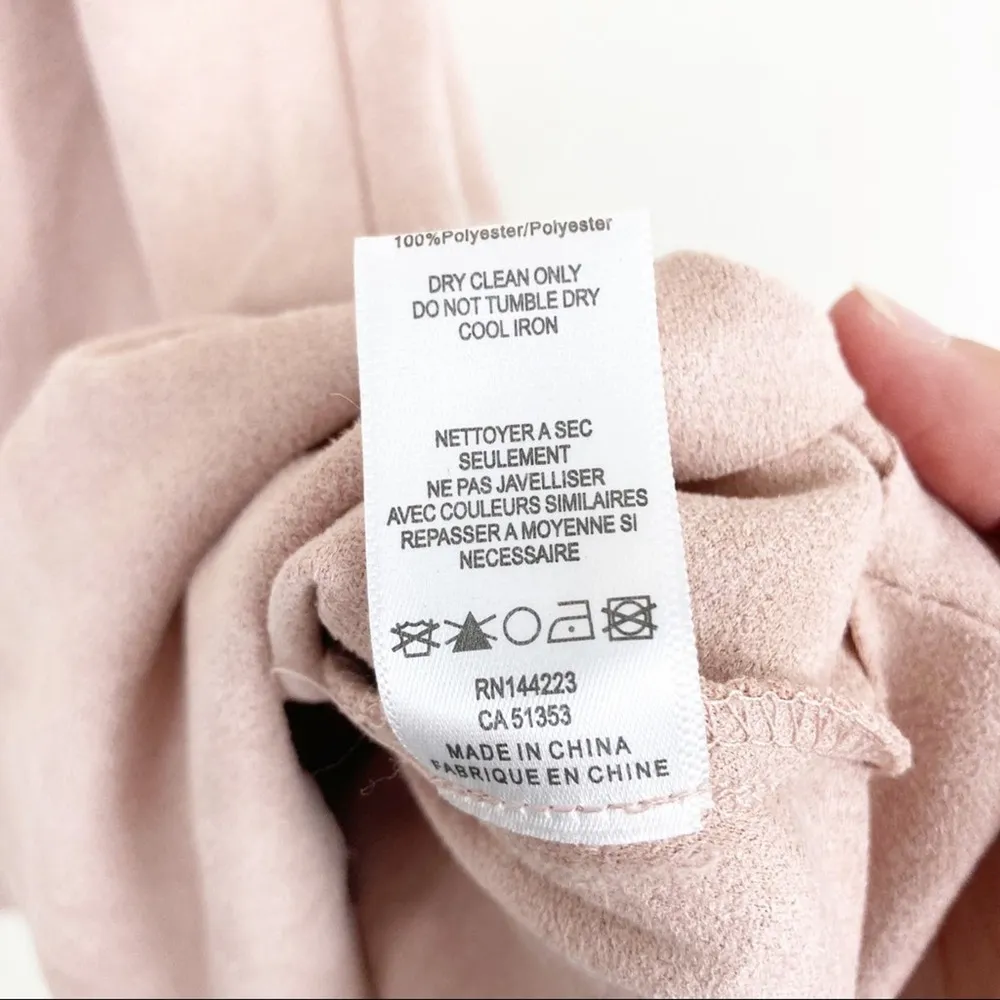 100%Polyester/Polyester
DRY CLEAN ONLY
DO NOT TUMBLE DRY
COOL IRON
NETTOYER A SEC
SEULEMENT
NE PAS JAVELLISER
AVEC COULEURS SIMILAIRES
REPASSER A MOYENNE SI
NECESSAIRE
RN144223
CA 51353
MADE IN CHINA
FABRIQUE EN CHINE